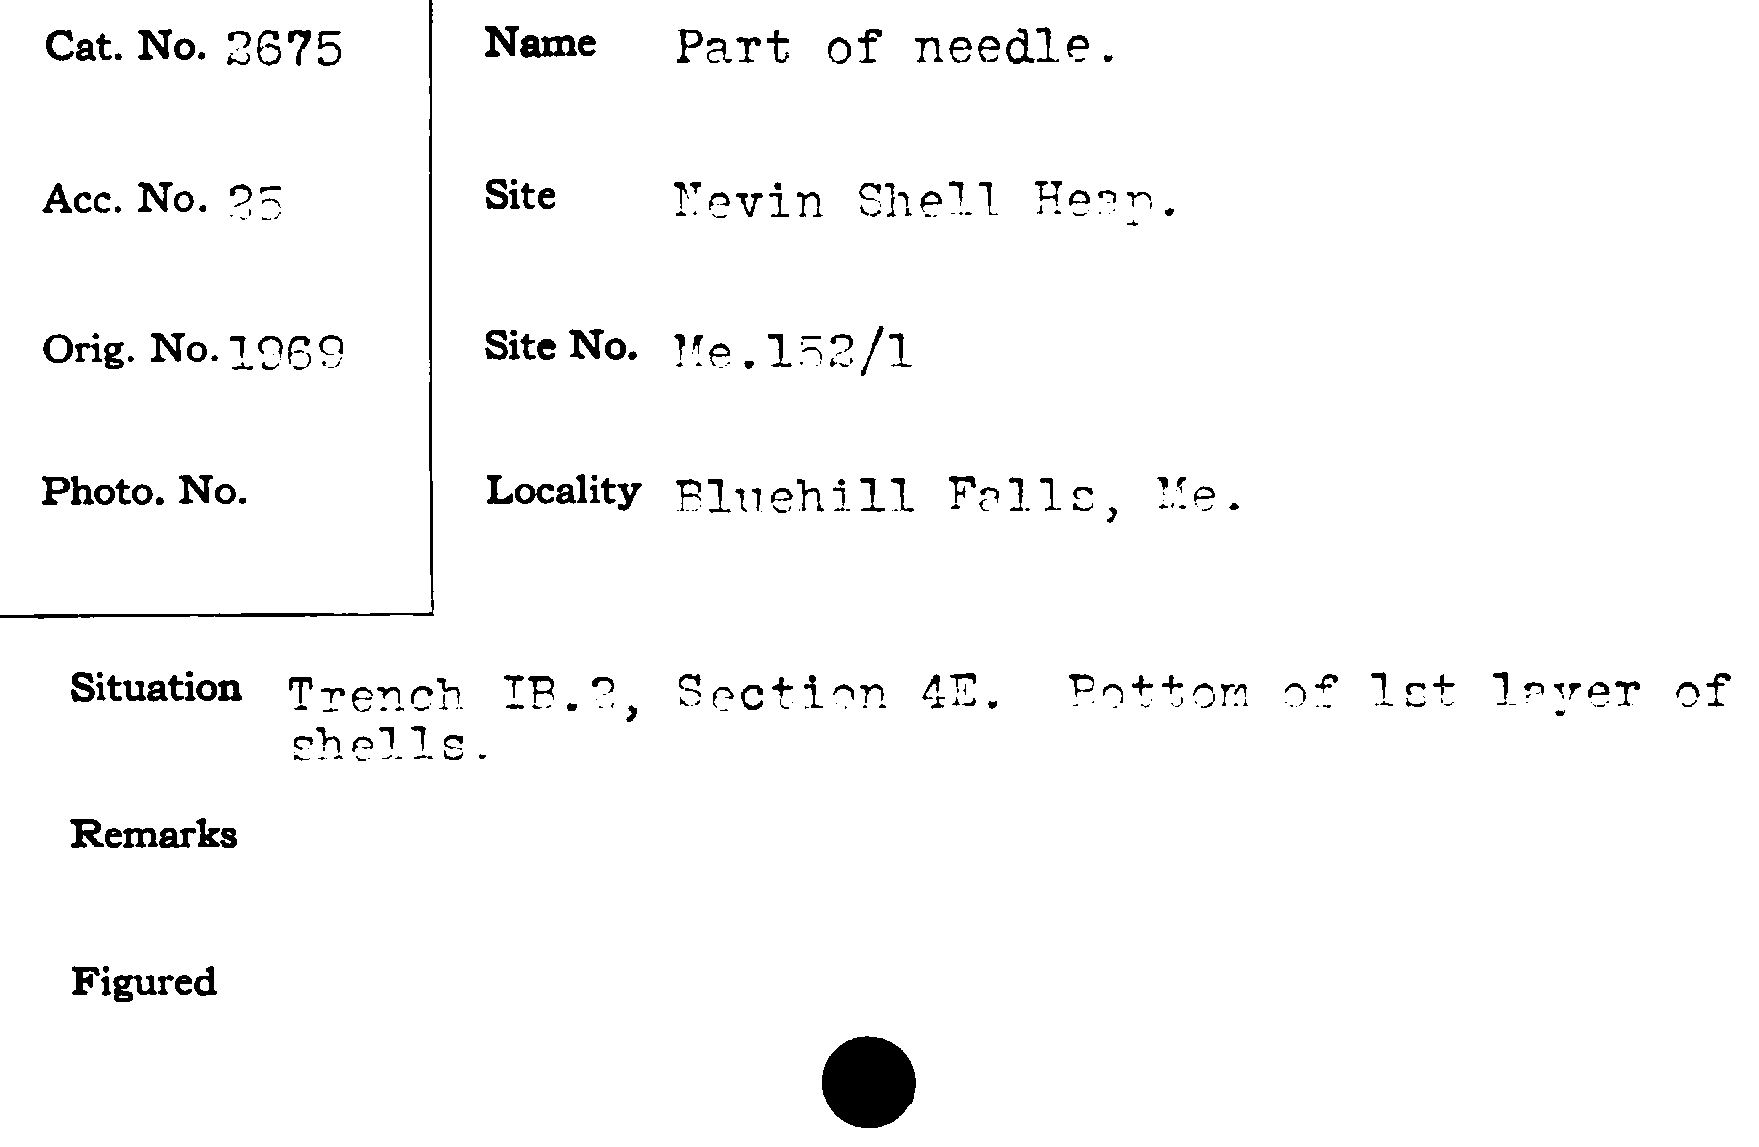 Cat. No. 2675
Name Part of needle.
Acc. No. 25
Site Nevin Shell Heap.
Orig. No. 1969
Site No. Me.152/1
Photo. No.
Locality Bluehill Falls, Me.
Situation Trench IB.2, Section 4E. Bottom of 1st layer of
shells.
Remarks
Figured